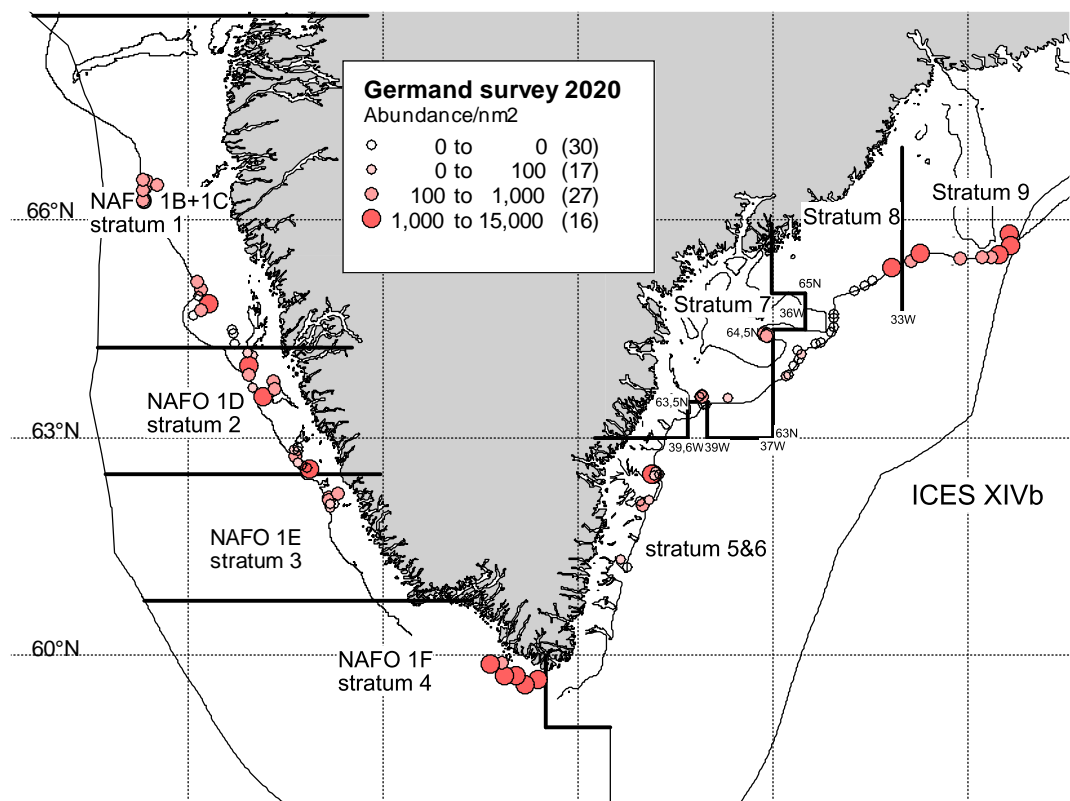 Germand survey 2020
Abundance/nm2
0 to 0 (30)
0 to 100 (17)
100 to 1,000 (27)
1,000 to 15,000 (16)
NAFO 1B+1C
stratum 1
66°N
Stratum 9
Stratum 8
65N
36W
33W
Stratum 7
64,5N
NAFO 1D
stratum 2
63,5N
63°N
63N
39,6W
39W
37W
ICES XIVb
NAFO 1E
stratum 3
stratum 5&6
60°N
NAFO 1F
stratum 4